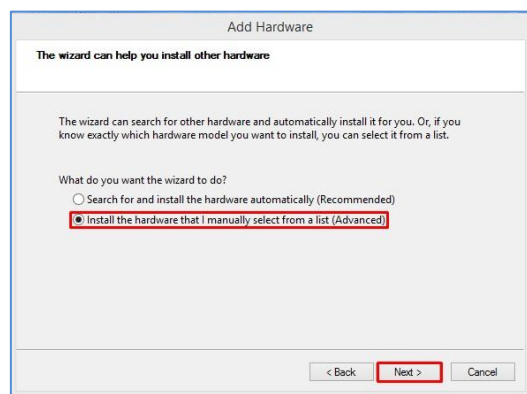 Add Hardware
The wizard can help you install other hardware
The wizard can search for other hardware and automatically install it for you. Or, if you
know exactly which hardware model you want to install, you can select it from a list.
What do you want the wizard to do?
Search for and install the hardware automatically (Recommended)
Install the hardware that I manually select from a list (Advanced)
< Back Next > Cancel